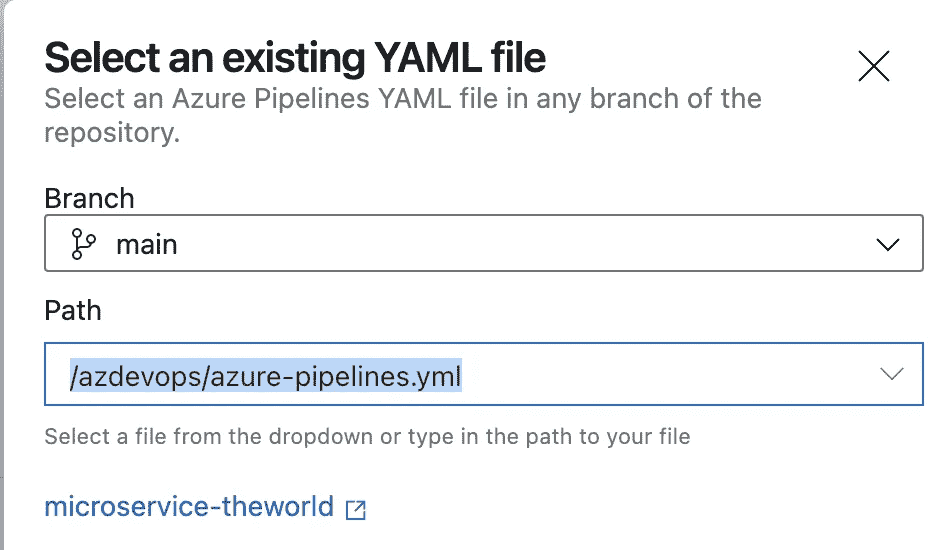 Select an existing YAML file
Select an Azure Pipelines YAML file in any branch of the
repository.
Branch
main
Path
/azdevops/azure-pipelines.yml
Select a file from the dropdown or type in the path to your file
microservice-theworld